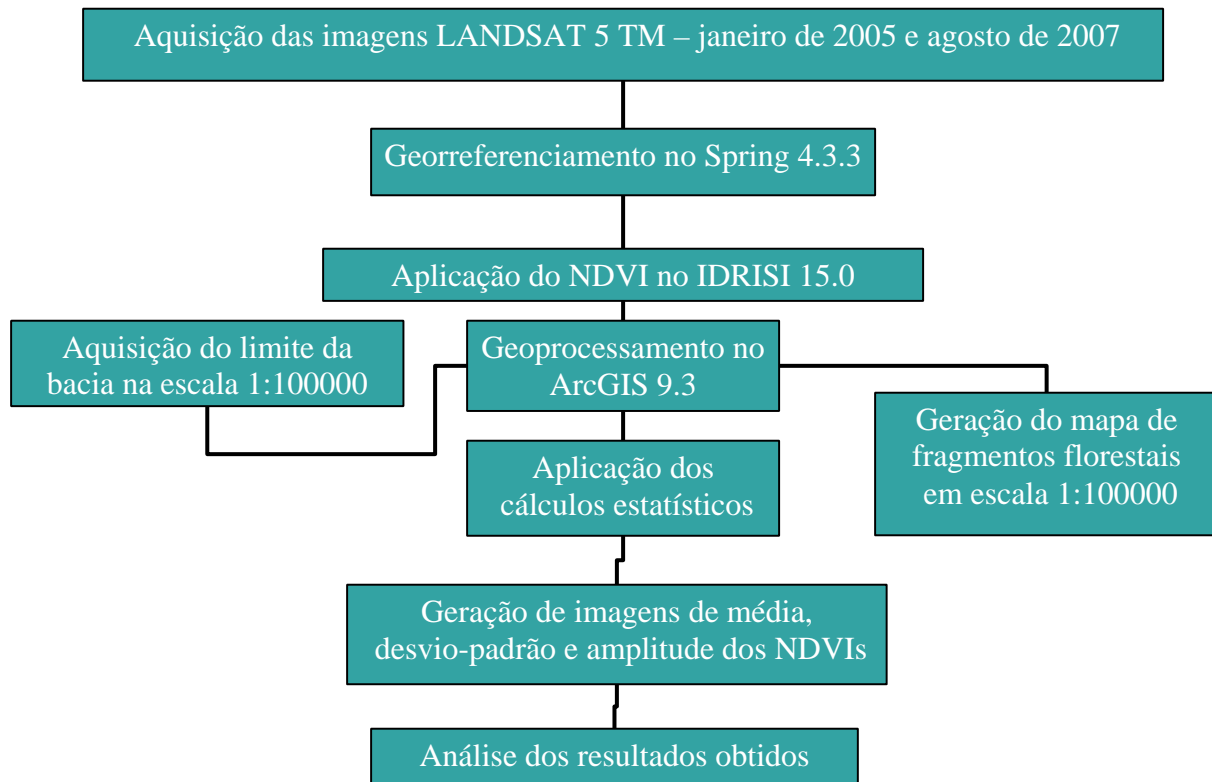 Aquisição das imagens LANDSAT 5 TM – janeiro de 2005 e agosto de 2007
Georreferenciamento no Spring 4.3.3
Aplicação do NDVI no IDRISI 15.0
Aquisição do limite da
bacia na escala 1:100000
Geoprocessamento no
ArcGIS 9.3
Geração do mapa de
fragmentos florestais
em escala 1:100000
Aplicação dos
cálculos estatísticos
Geração de imagens de média,
desvio-padrão e amplitude dos NDVIs
Análise dos resultados obtidos